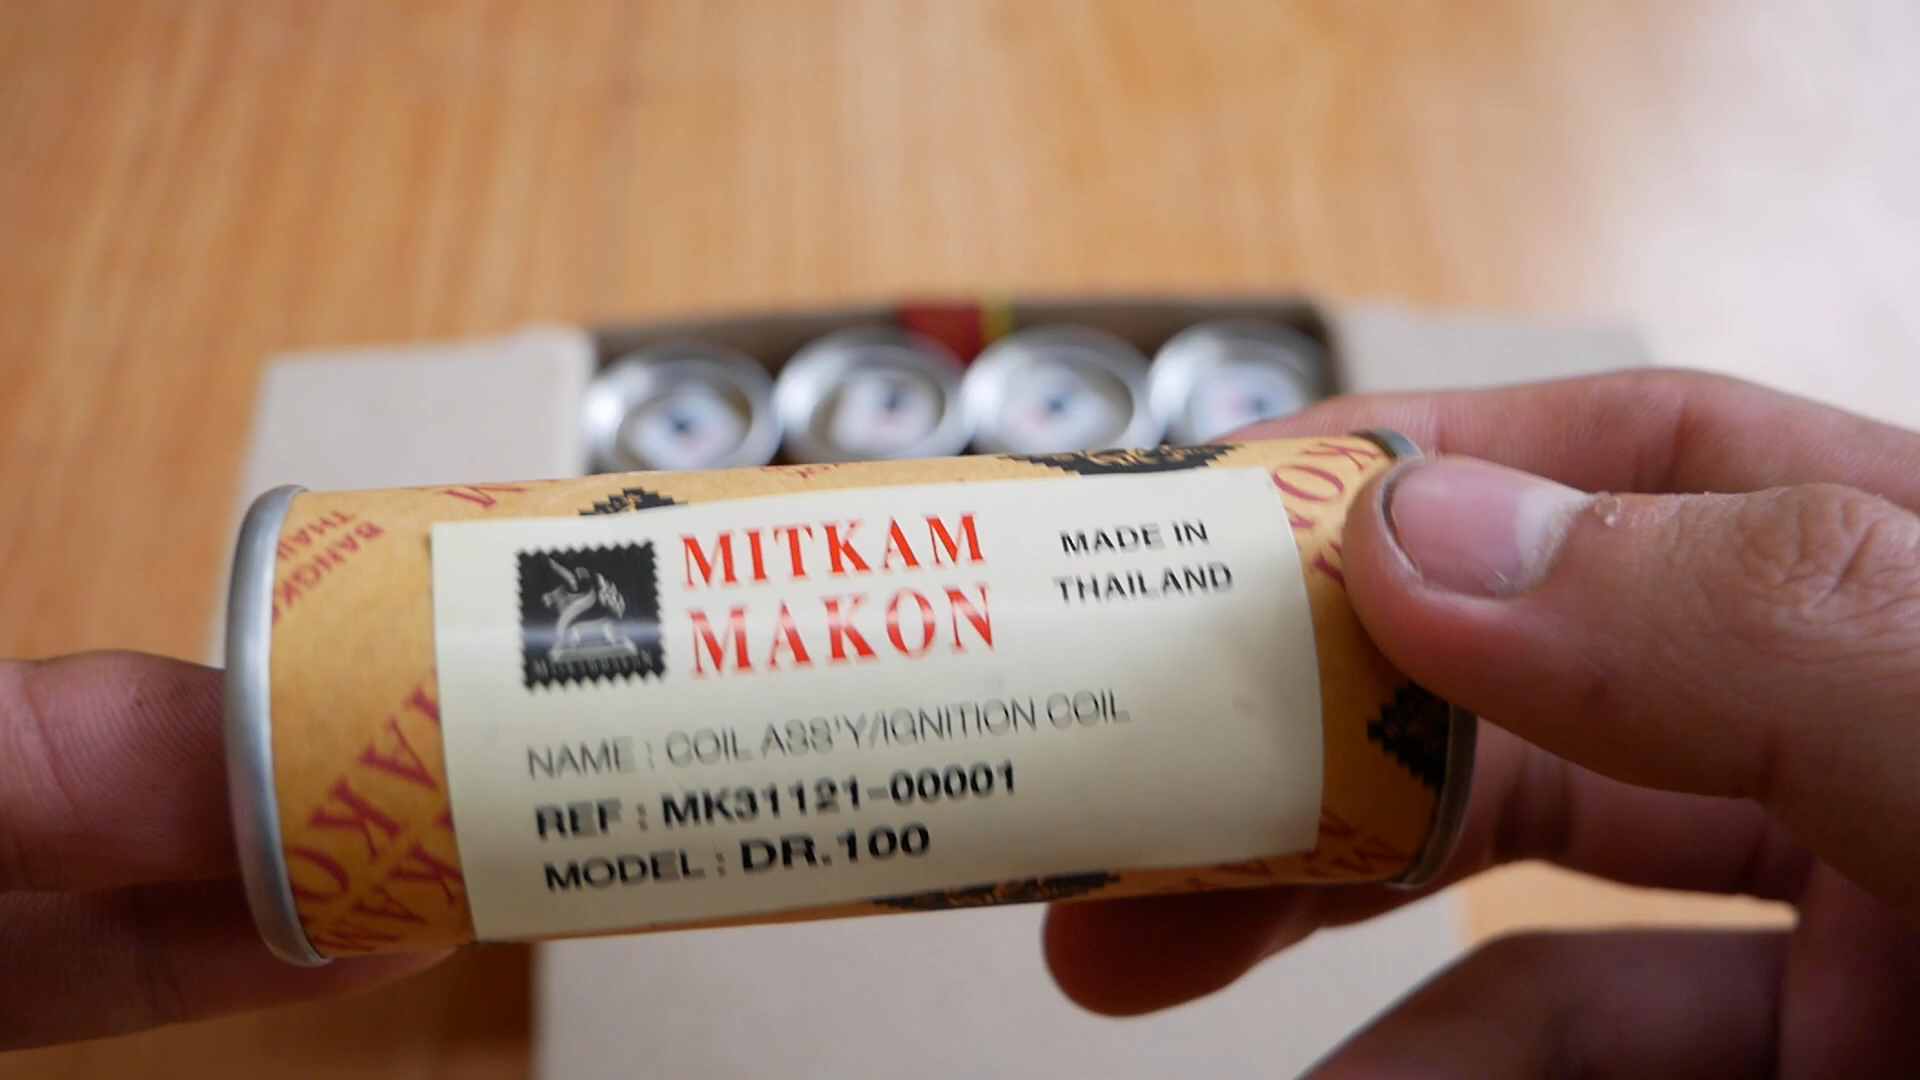 MITKAM
MAKON
MADE IN
THAILAND
NAME : COIL ASS'Y/IGNITION COIL
REF : MK31121-00001
MODEL : DR.100